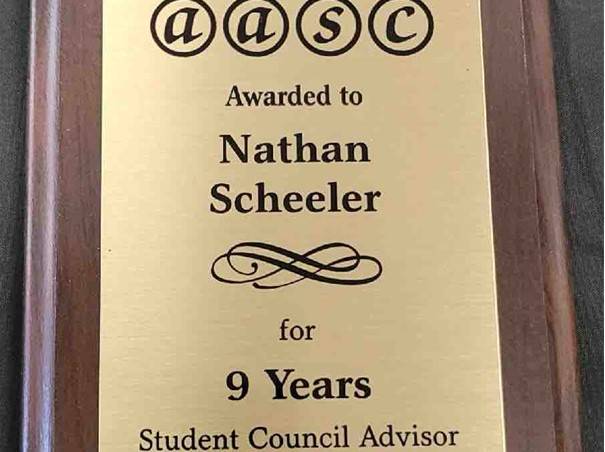 aasc
Awarded to
Nathan
Scheeler
for
9 Years
Student Council Advisor